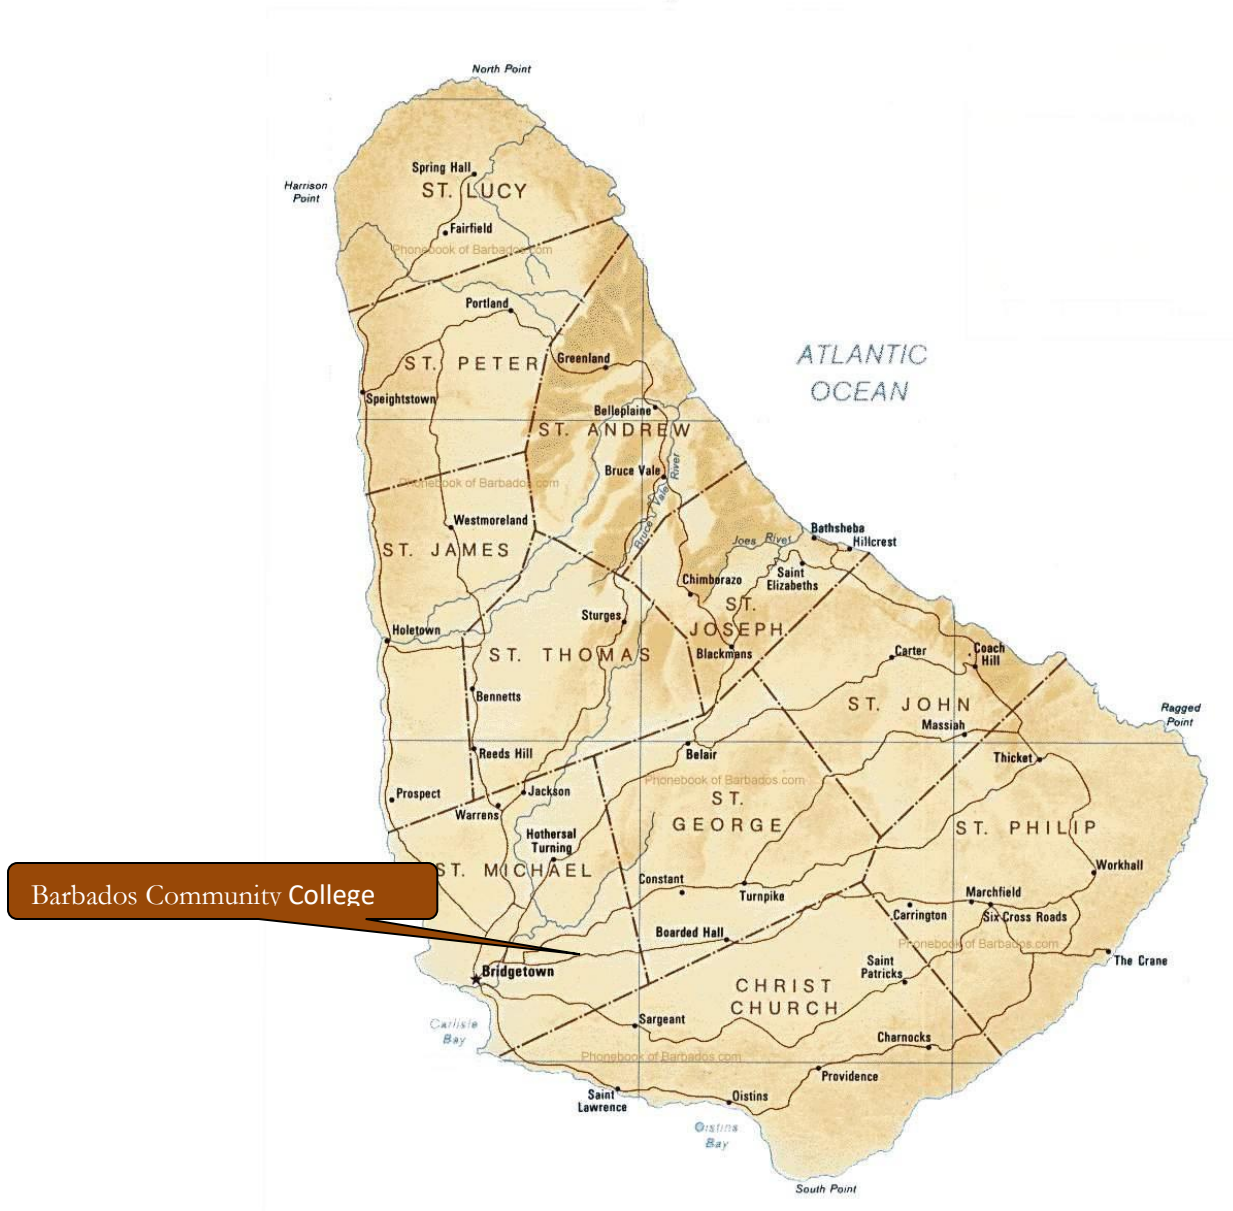 North Point
Harrison
Point
Spring Hall
ST. LUCY
Fairfield
Phonebook of Barbados.com
Portland
ST. PETER
Greenland
ATLANTIC
OCEAN
Speightstown
Belleplaine
ST. ANDREW
Bruce Vale
Bruce Vale River
Phonebook of Barbados.com
Westmoreland
ST. JAMES
Bathsheba
Hillcrest
Joes River
Chimborazo
Saint
Elizabeths
Sturges
ST.
JOSEPH
Holetown
ST. THOMAS
Blackmans
Carter
Coach
Hill
Bennetts
ST. JOHN
Ragged
Point
Massiah
Reeds Hill
Belair
Thicket
Phonebook of Barbados.com
Prospect
Jackson
Warrens
ST.
GEORGE
ST. PHILIP
Hothersal
Turning
ST. MICHAEL
Workhall
Constant
Turnpike
Marchfield
Carrington
Six Cross Roads
Barbados Community College
Boarded Hall
Phonebook of Barbados.com
Saint
Patricks
The Crane
Bridgetown
CHRIST
CHURCH
Carlisle
Bay
Sargeant
Charnocks
Phonebook of Barbados.com
Providence
Saint
Lawrence
Oistins
Oistins
Bay
South Point